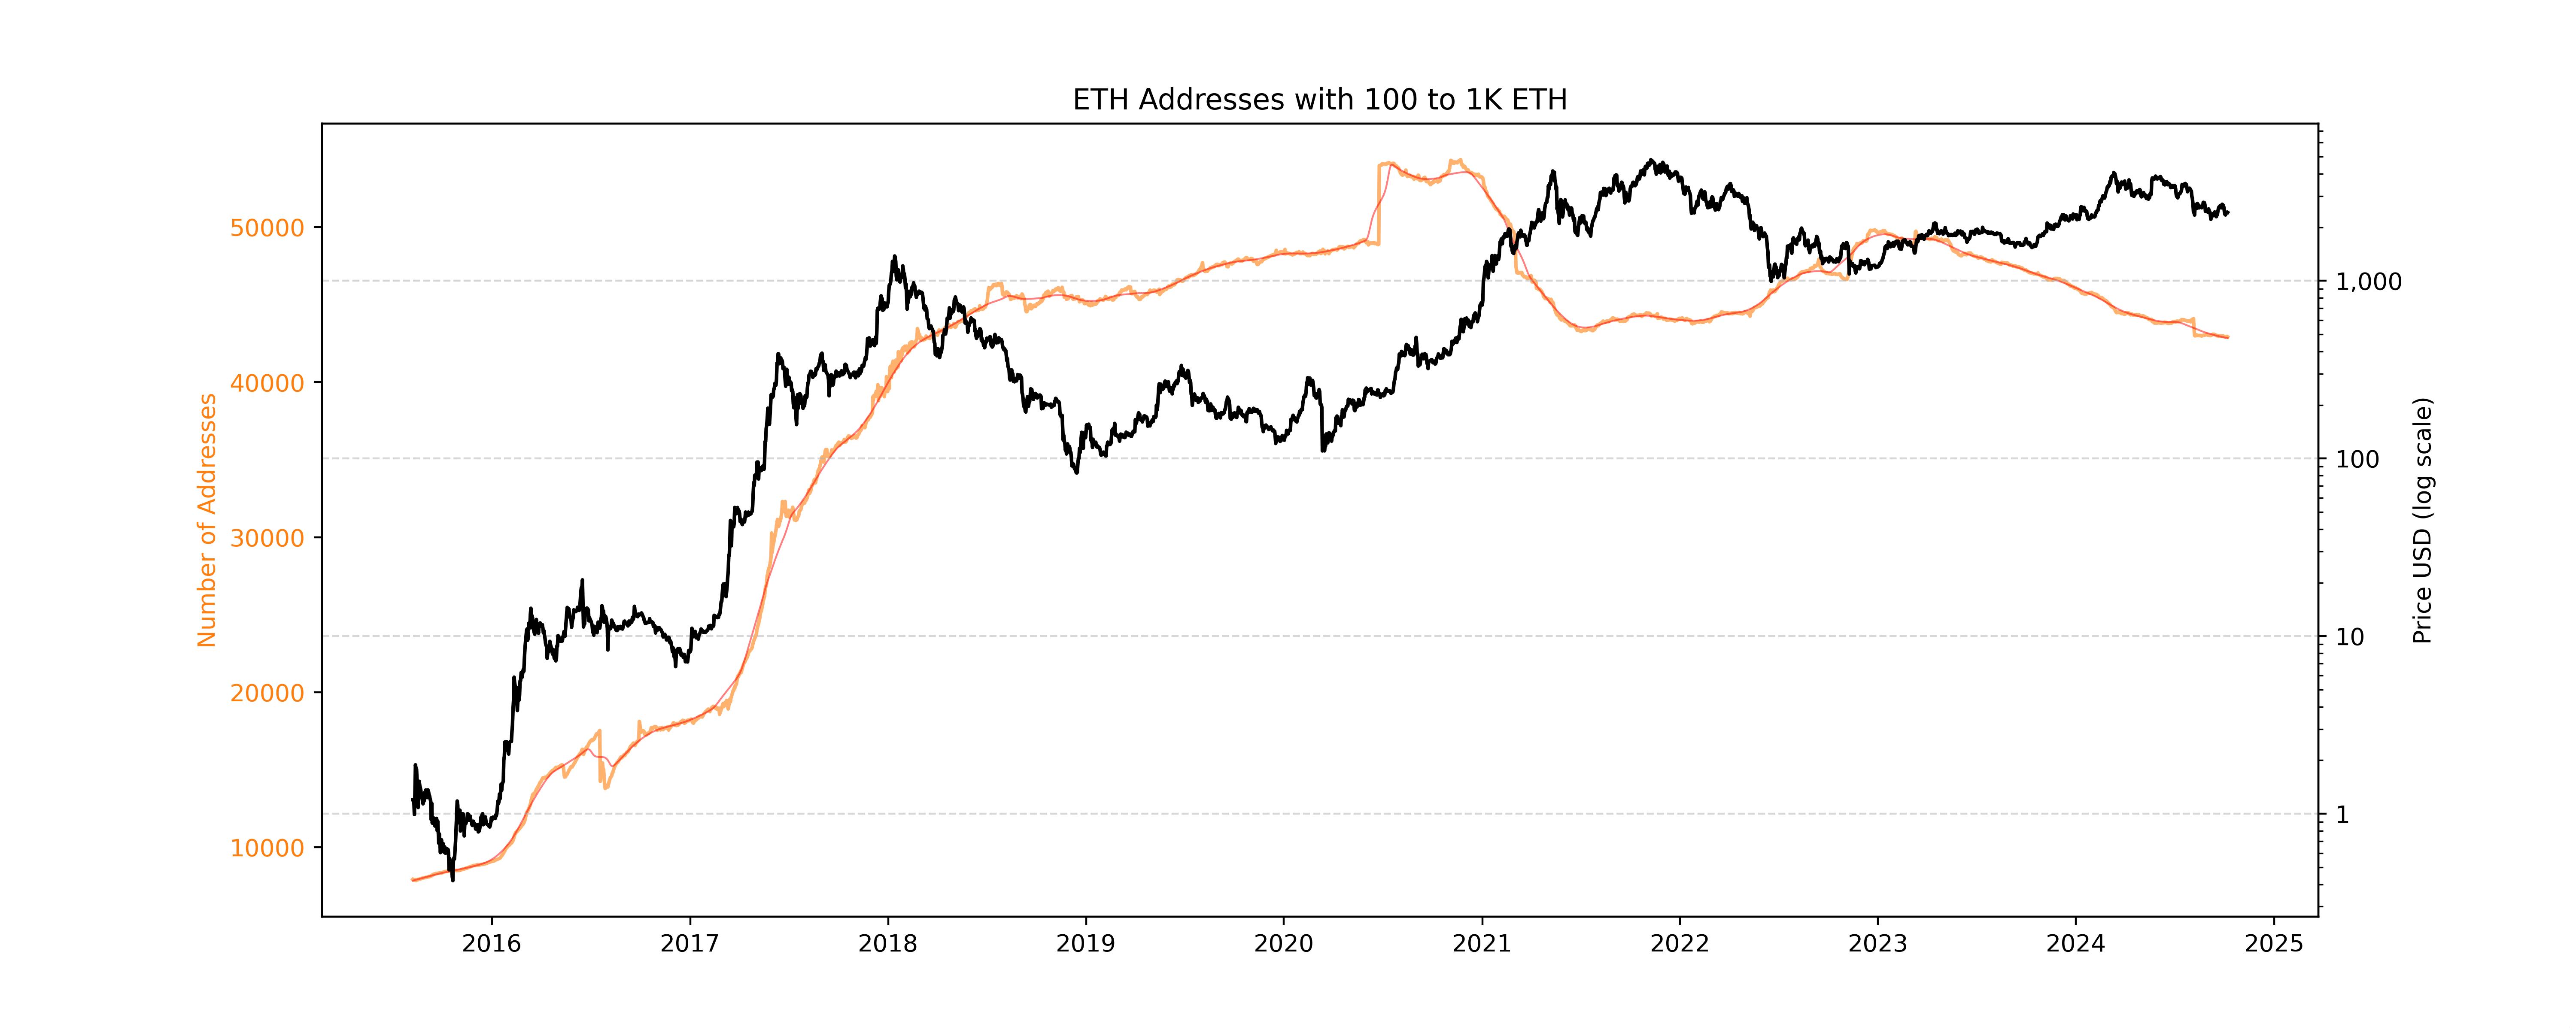 ETH Addresses with 100 to 1K ETH
Number of Addresses
50000
40000
30000
20000
10000
1,000
100
10
1
Price USD (log scale)
2016 2017 2018 2019 2020 2021 2022 2023 2024 2025